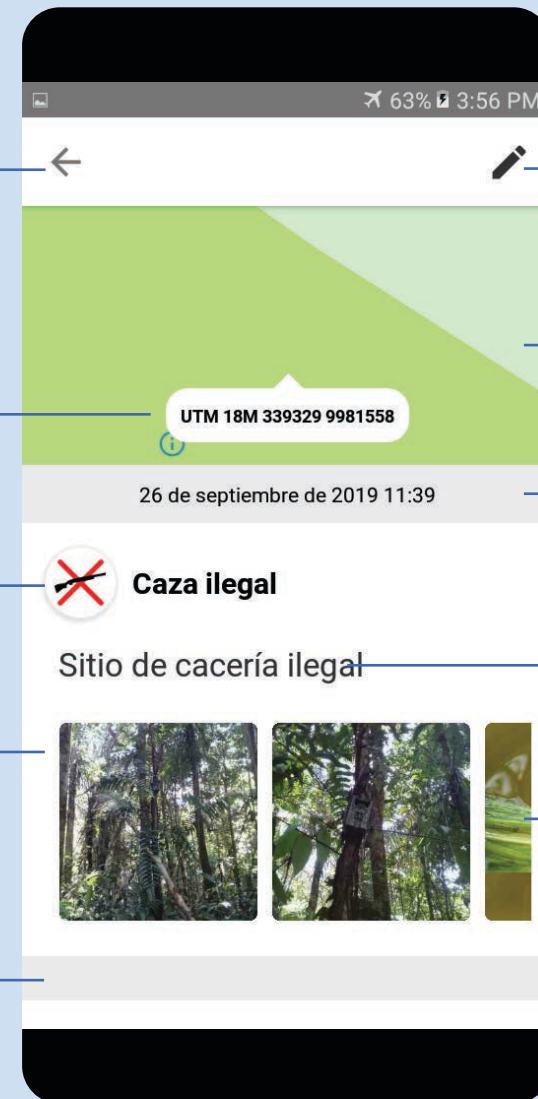 63% 3:56 PM
UTM 18M 339329 9981558
26 de septiembre de 2019 11:39
Caza ilegal
Sitio de cacería ilegal